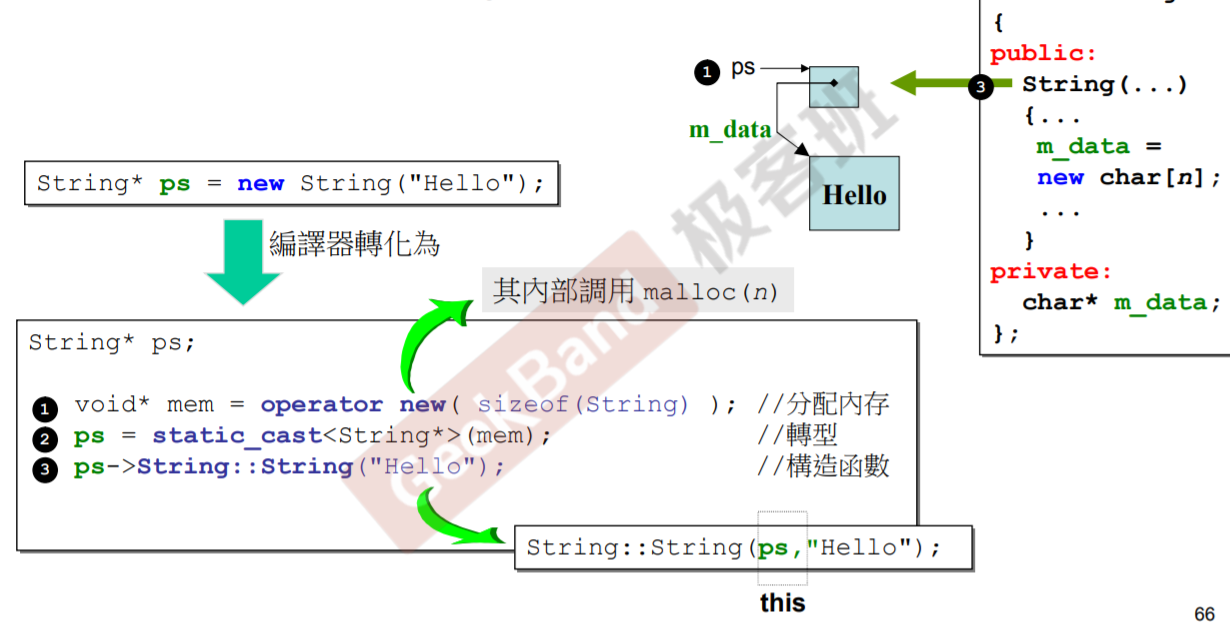 String* ps = new String("Hello");
編譯器轉化為
其內部調用 malloc(n)
String* ps;
1 void* mem = operator new( sizeof(String) ); //分配內存
2 ps = static_cast<String*>(mem); //轉型
3 ps->String::String("Hello"); //構造函數
String::String(ps,"Hello");
this
1 ps
m_data
Hello
3
{
public:
String(...)
{...
m_data =
new char[n];
...
}
private:
char* m_data;
};
GeekBand 极客班
66